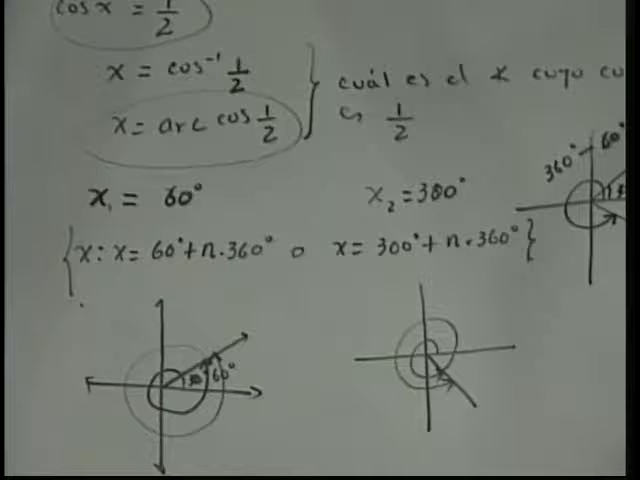 cos x = 1/2
x = cos⁻¹ 1/2
x = arc cos 1/2
cuál es el x cuyo co
es 1/2
360° 60°
x₁ = 60°
x₂ = 300°
{x: x = 60° + n.360° o x = 300° + n.360°}
60°